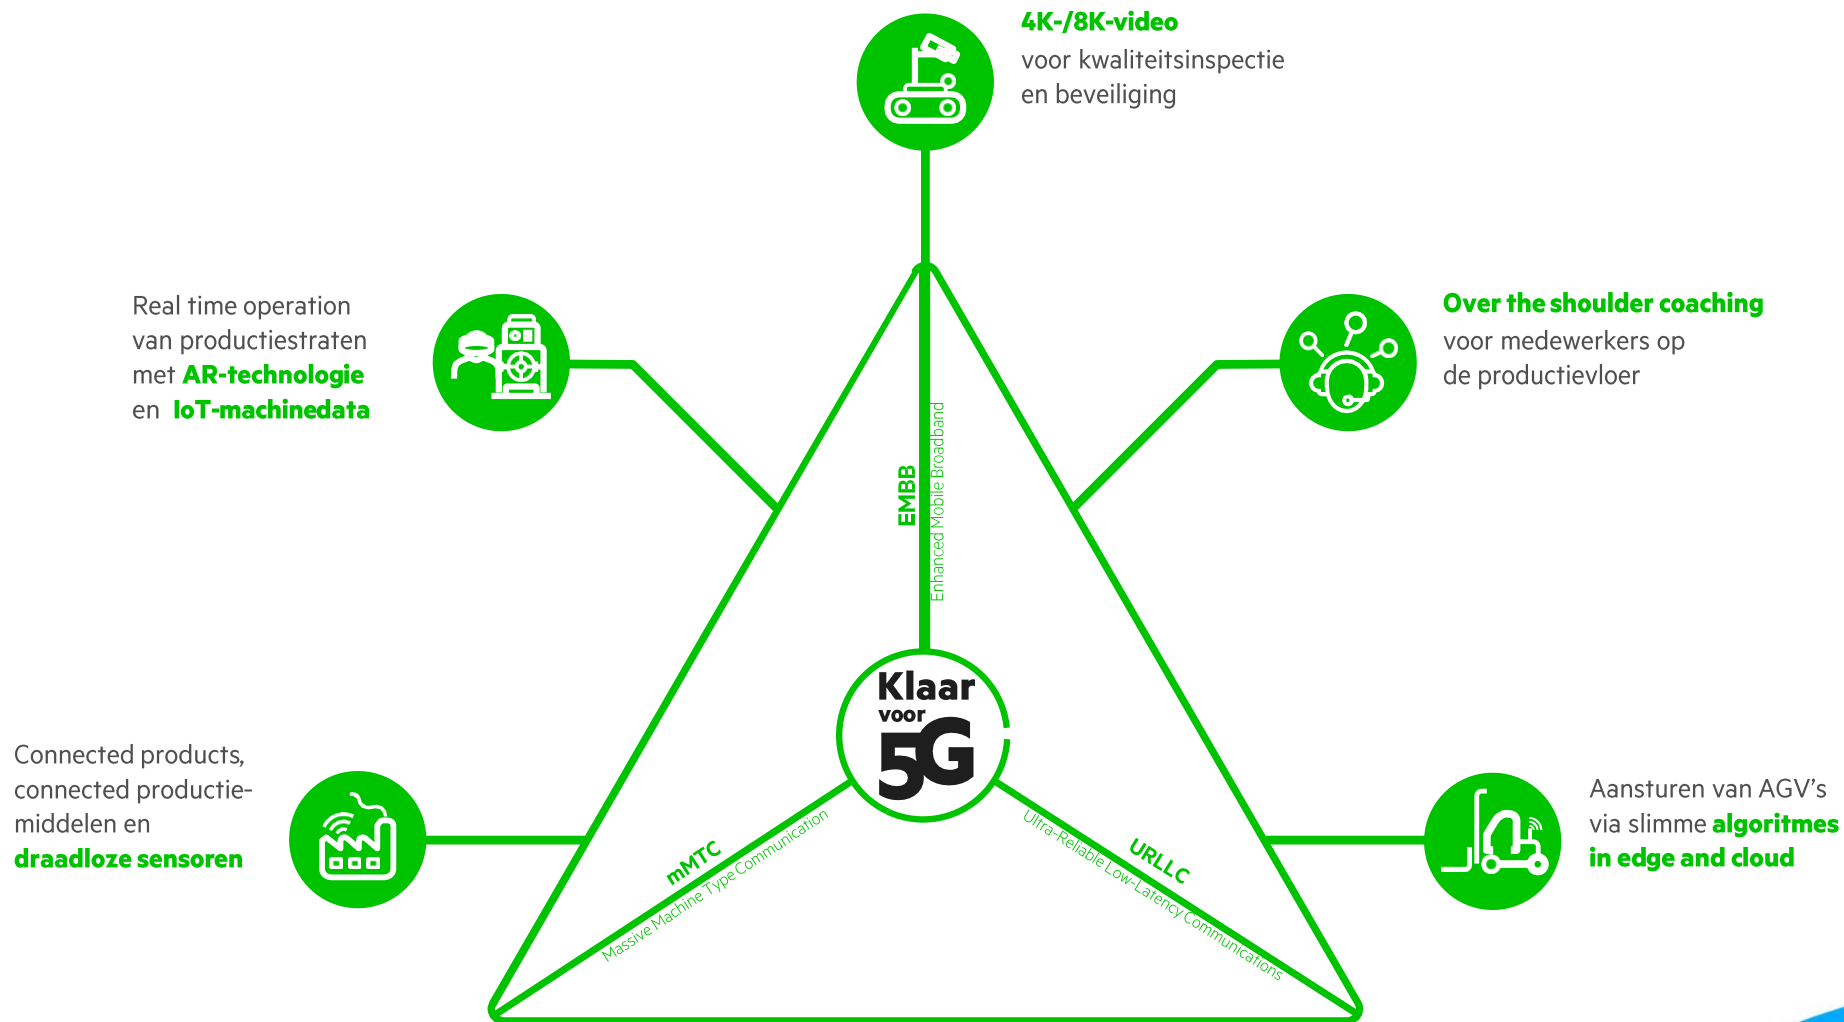 4K-/8K-video
voor kwaliteitsinspectie
en beveiliging
Real time operation
van productiestraten
met AR-technologie
en IoT-machinedata
Over the shoulder coaching
voor medewerkers op
de productievloer
EMBB
Enhanced Mobile Broadband
Klaar
voor
5G
Connected products,
connected productie-
middelen en
draadloze sensoren
mMTC
Massive Machine Type Communication
URLLC
Ultra-Reliable Low-Latency Communications
Aansturen van AGV’s
via slimme algoritmes
in edge and cloud